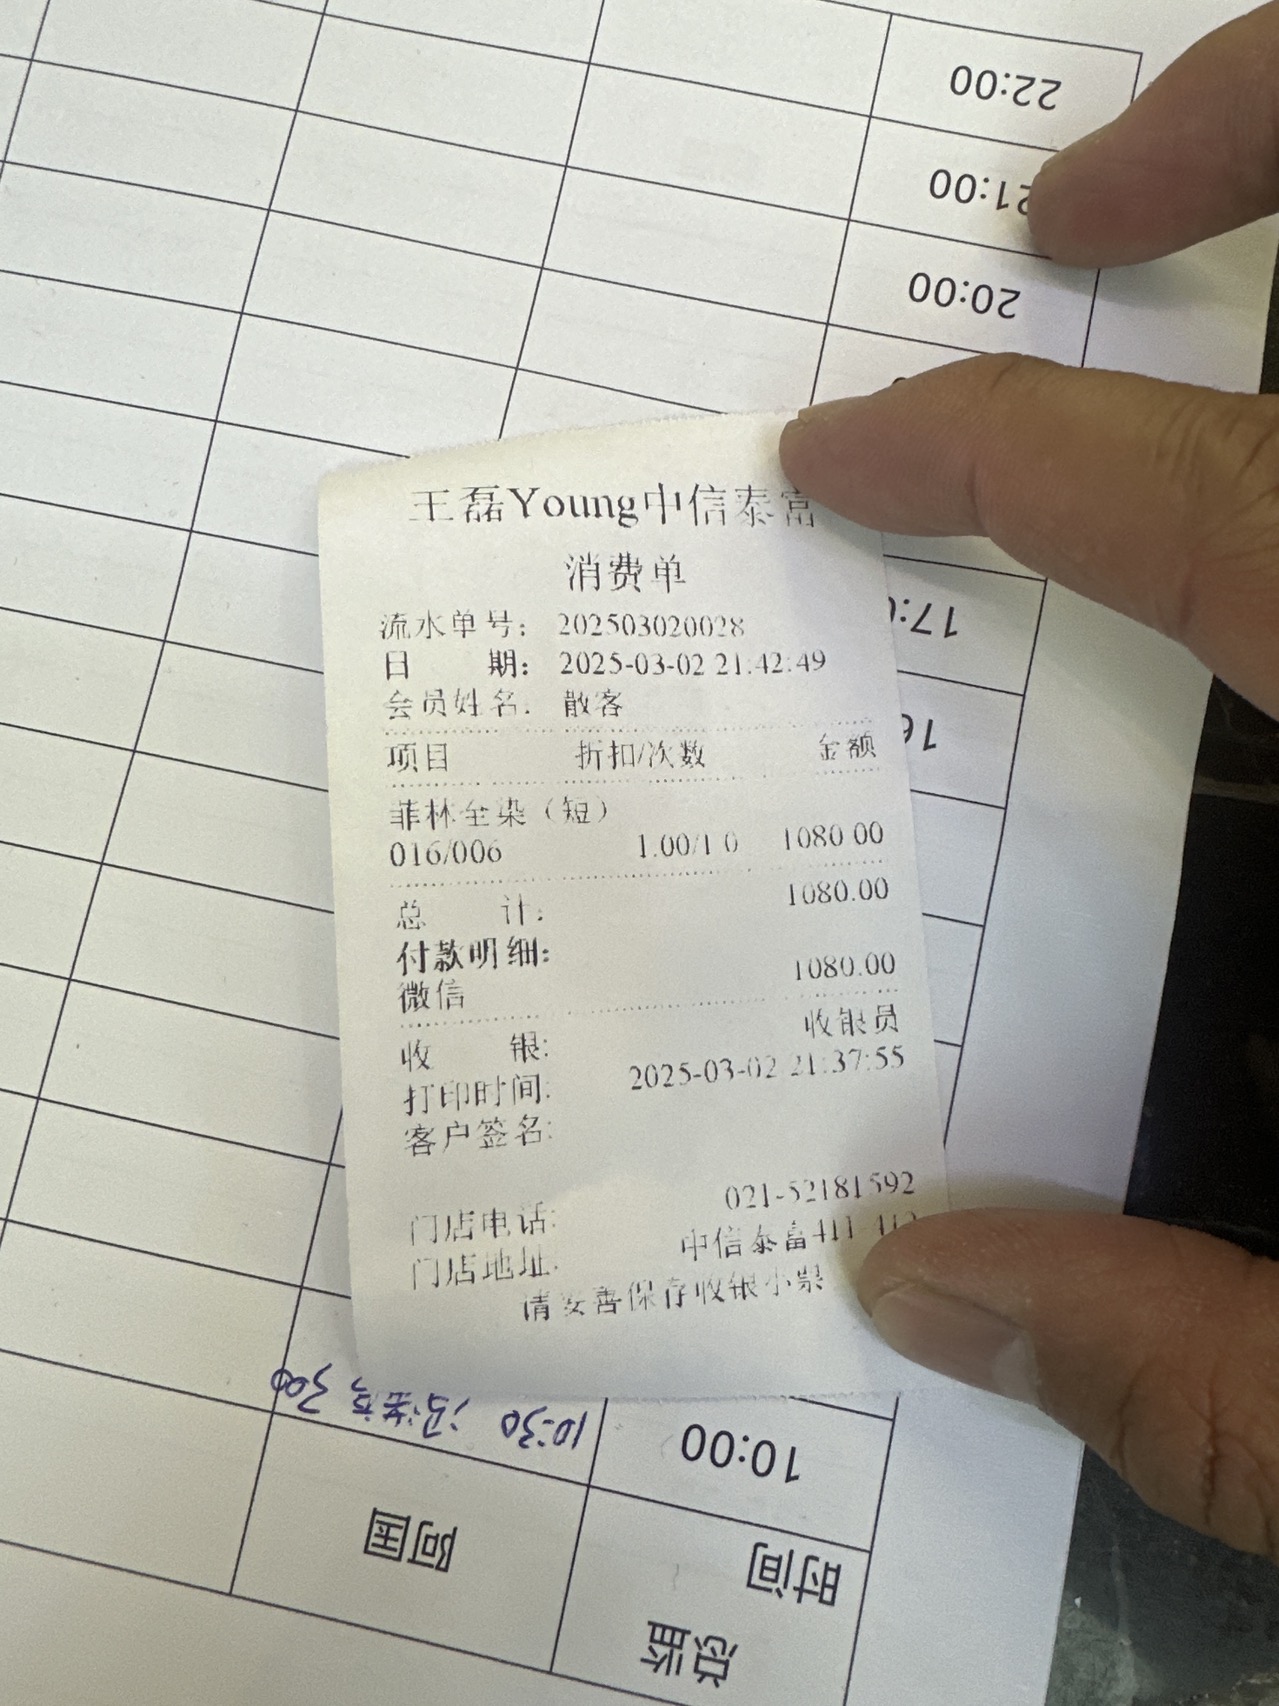 王磊Young中信泰富
消费单
流水单号： 202503020028
日　　期： 2025-03-02 21:42:49
会员姓名： 散客
项目 折扣/次数 金额
菲林全染（短）
016/006 1.00/1.0 1080.00
总　　计： 1080.00
付款明细：
微信 1080.00
收　　银： 收银员
打印时间: 2025-03-02 21:37:55
客户签名:
门店电话: 021-52181592
门店地址: 中信泰富411-412
请妥善保存收银小票
22:00
21:00
20:00
10:00
10:30 300
时间
阿国
总监